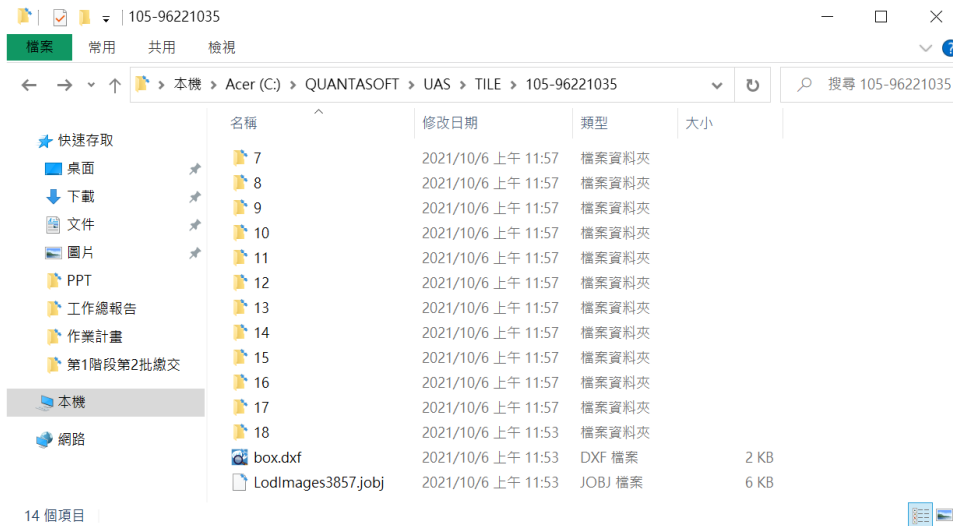 105-96221035
檔案 常用 共用 檢視
本機 > Acer (C:) > QUANTASOFT > UAS > TILE > 105-96221035 搜尋 105-96221035
名稱 修改日期 類型 大小
快速存取
桌面
下載
文件
圖片
PPT
工作總報告
作業計畫
第1階段第2批繳交
本機
網路
7 2021/10/6 上午 11:57 檔案資料夾
8 2021/10/6 上午 11:57 檔案資料夾
9 2021/10/6 上午 11:57 檔案資料夾
10 2021/10/6 上午 11:57 檔案資料夾
11 2021/10/6 上午 11:57 檔案資料夾
12 2021/10/6 上午 11:57 檔案資料夾
13 2021/10/6 上午 11:57 檔案資料夾
14 2021/10/6 上午 11:57 檔案資料夾
15 2021/10/6 上午 11:57 檔案資料夾
16 2021/10/6 上午 11:57 檔案資料夾
17 2021/10/6 上午 11:57 檔案資料夾
18 2021/10/6 上午 11:53 檔案資料夾
box.dxf 2021/10/6 上午 11:53 DXF 檔案 2 KB
LodImages3857.jobj 2021/10/6 上午 11:53 JOBJ 檔案 6 KB
14 個項目